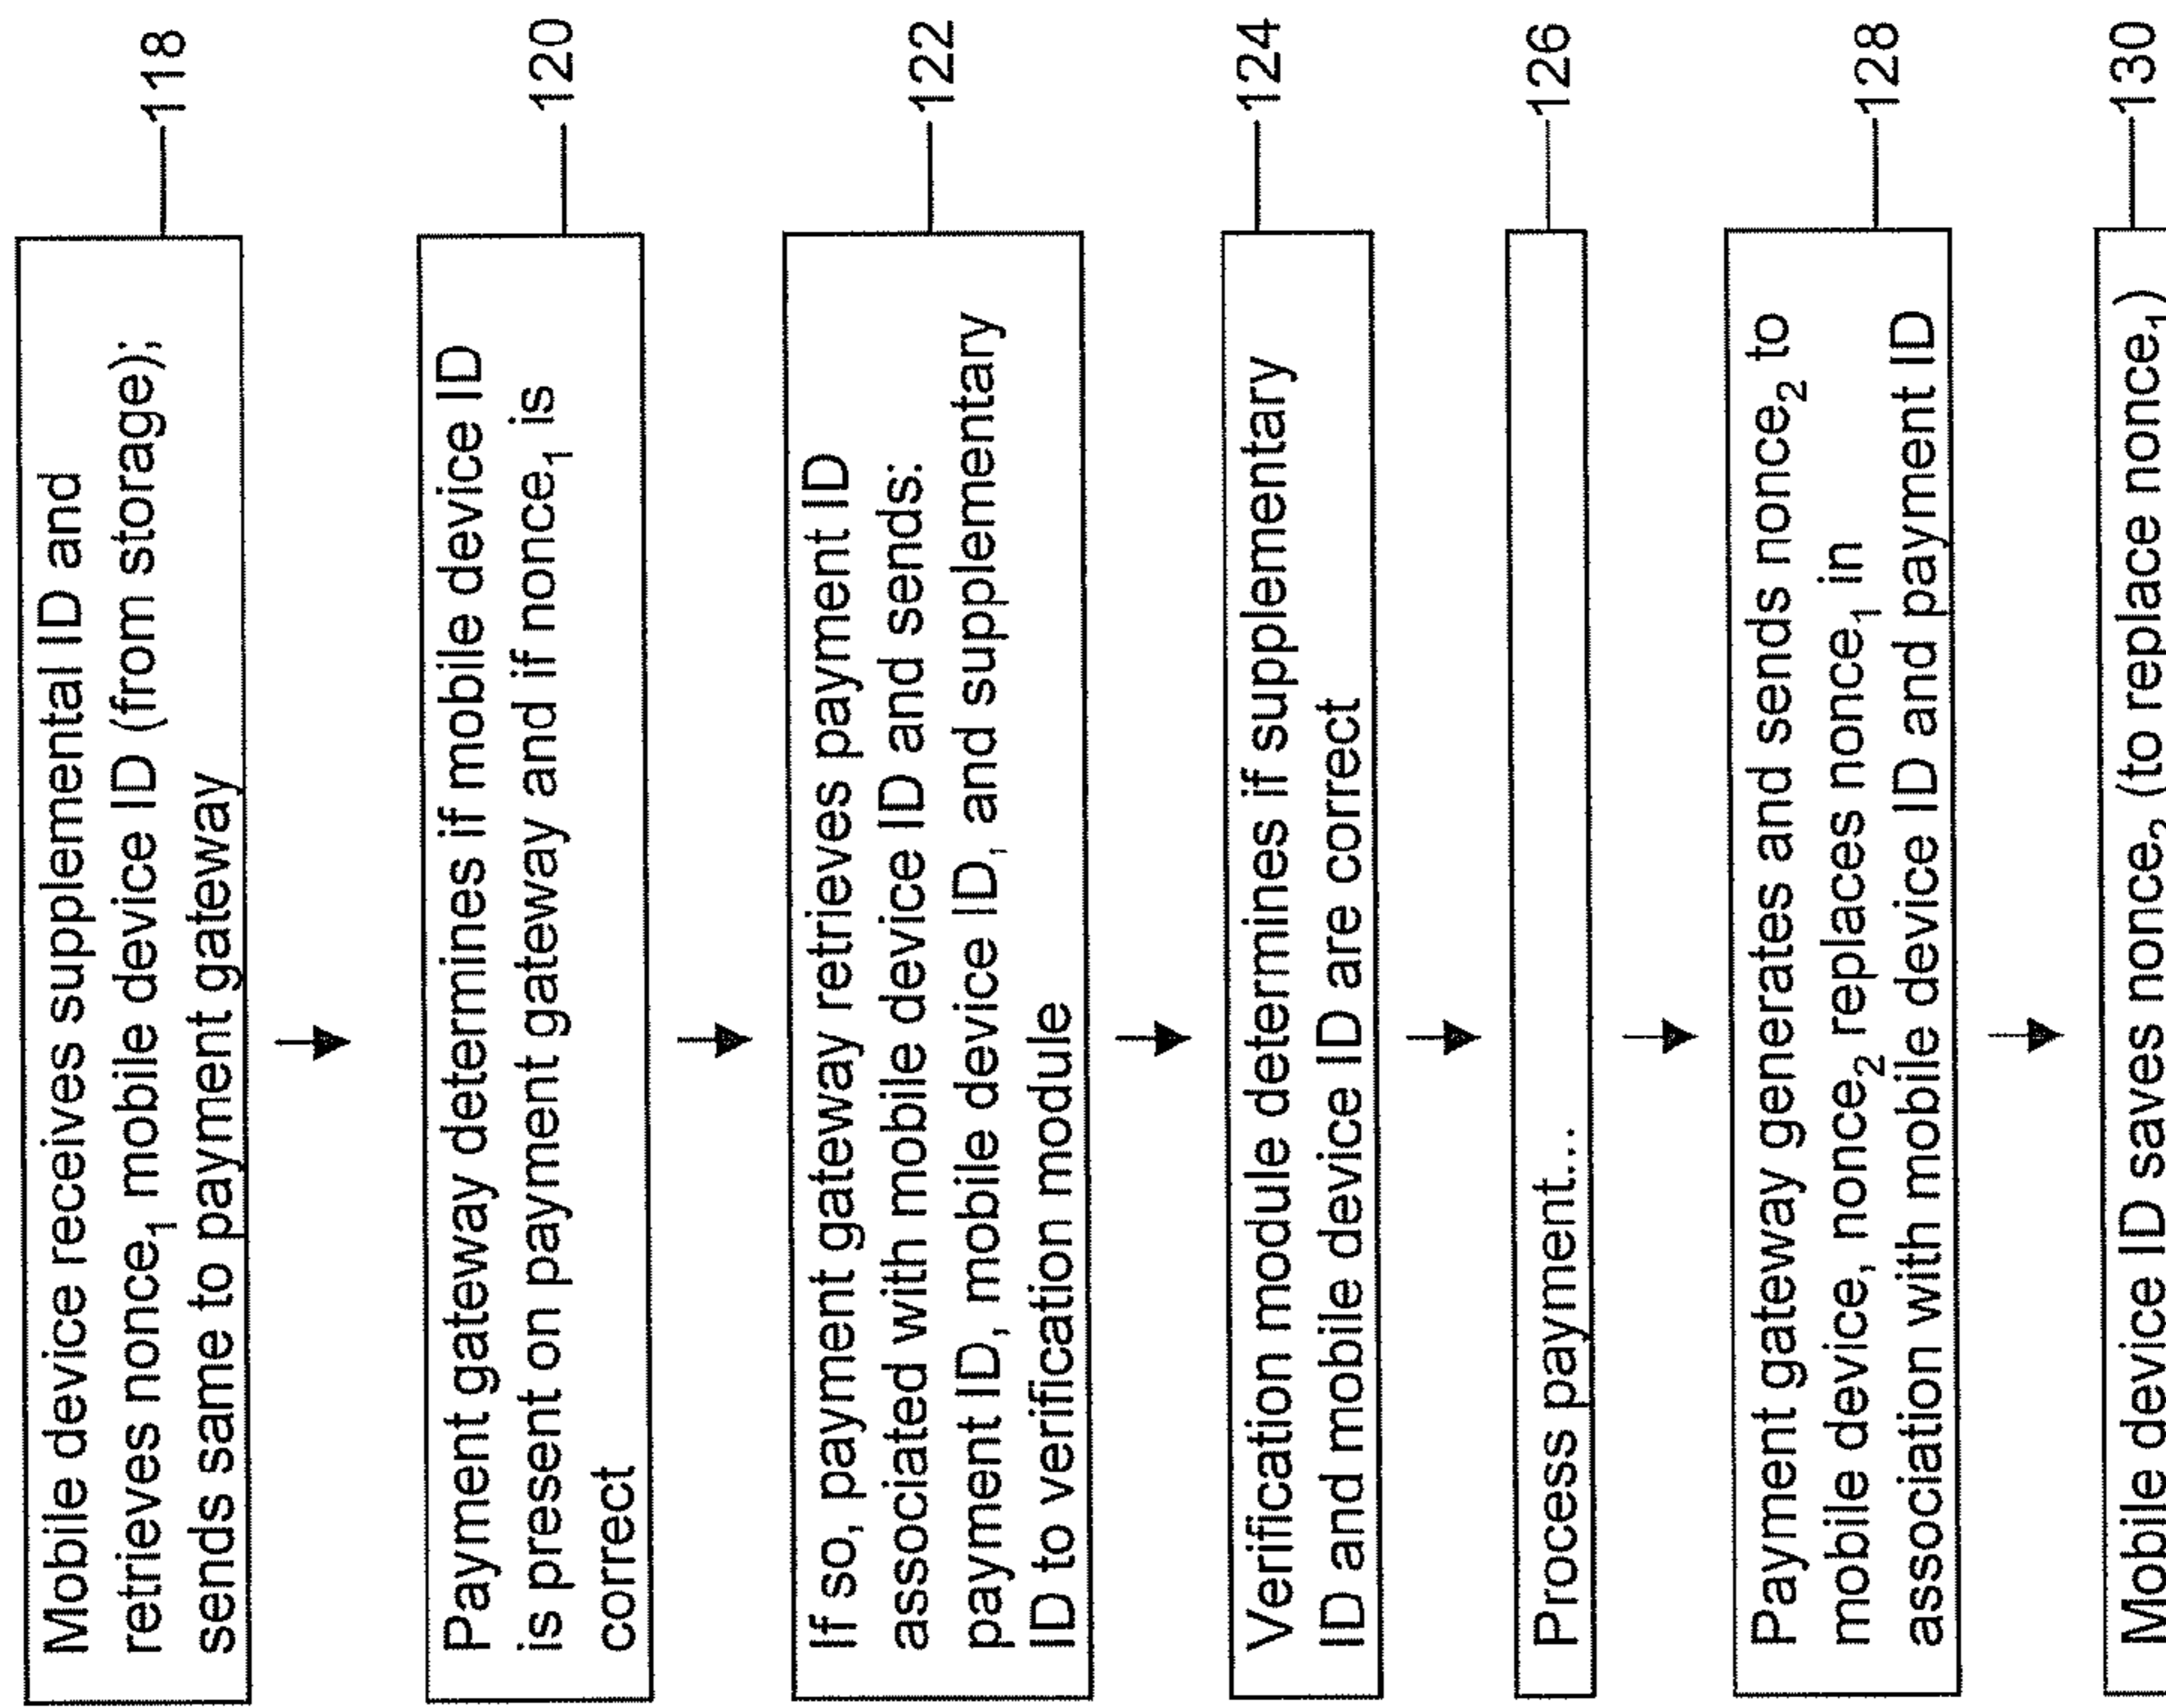 Mobile device receives supplemental ID and
retrieves nonce₁, mobile device ID (from storage);
sends same to payment gateway
118
Payment gateway determines if mobile device ID
is present on payment gateway and if nonce₁ is
correct
120
If so, payment gateway retrieves payment ID
associated with mobile device ID and sends:
payment ID, mobile device ID, and supplementary
ID to verification module
122
Verification module determines if supplementary
ID and mobile device ID are correct
124
Process payment...
126
Payment gateway generates and sends nonce₂ to
mobile device, nonce₂ replaces nonce₁ in
association with mobile device ID and payment ID
128
Mobile device ID saves nonce₂ (to replace nonce₁)
130